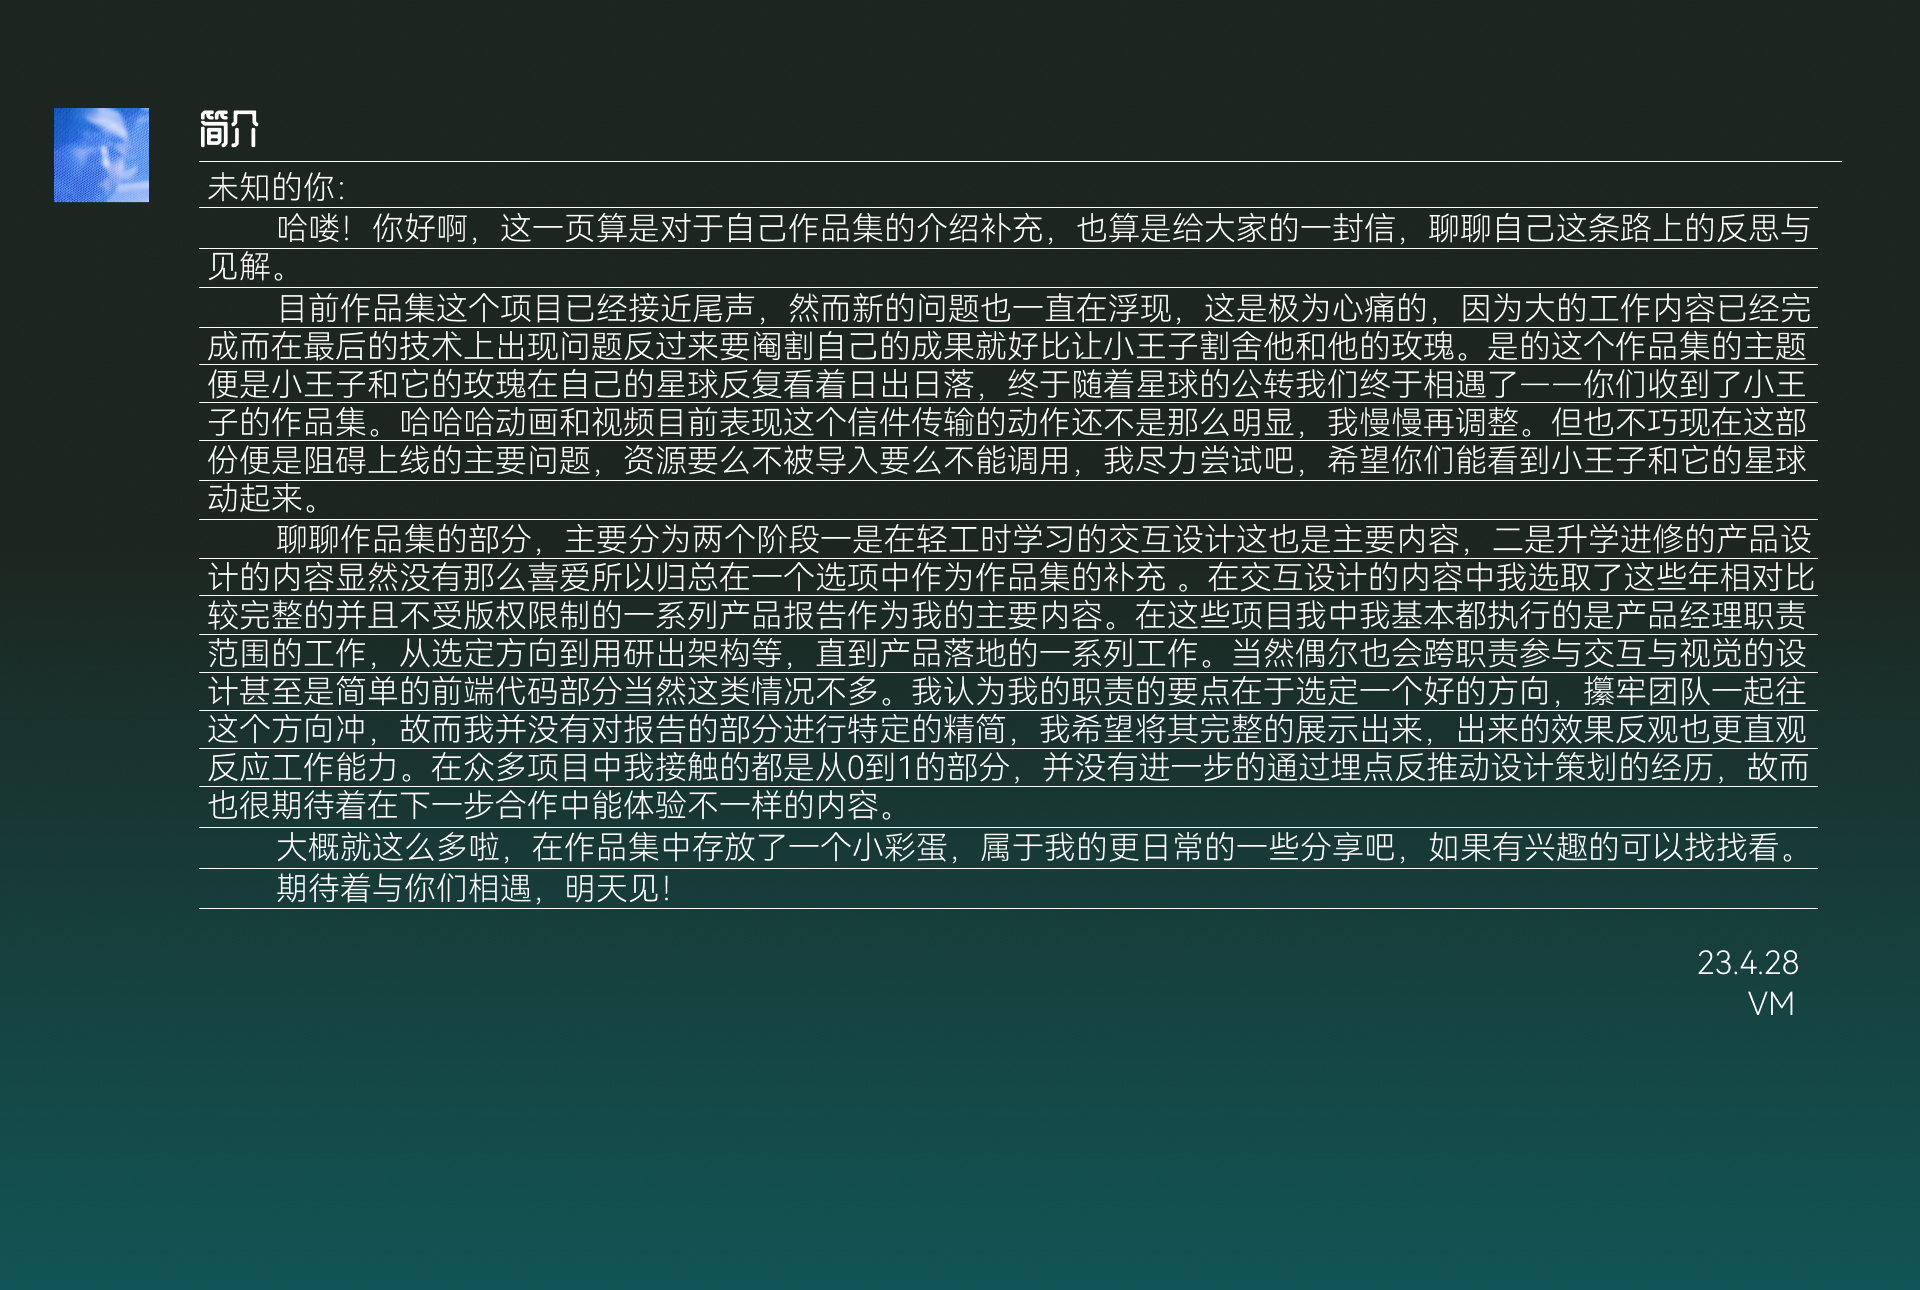 简介
未知的你：
哈喽！你好啊，这一页算是对于自己作品集的介绍补充，也算是给大家的一封信，聊聊自己这条路上的反思与
见解。
目前作品集这个项目已经接近尾声，然而新的问题也一直在浮现，这是极为心痛的，因为大的工作内容已经完
成而在最后的技术上出现问题反过来要阉割自己的成果就好比让小王子割舍他和他的玫瑰。是的这个作品集的主题
便是小王子和它的玫瑰在自己的星球反复看着日出日落，终于随着星球的公转我们终于相遇了——你们收到了小王
子的作品集。哈哈哈动画和视频目前表现这个信件传输的动作还不是那么明显，我慢慢再调整。但也不巧现在这部
份便是阻碍上线的主要问题，资源要么不被导入要么不能调用，我尽力尝试吧，希望你们能看到小王子和它的星球
动起来。
聊聊作品集的部分，主要分为两个阶段一是在轻工时学习的交互设计这也是主要内容，二是升学进修的产品设
计的内容显然没有那么喜爱所以归总在一个选项中作为作品集的补充 。在交互设计的内容中我选取了这些年相对比
较完整的并且不受版权限制的一系列产品报告作为我的主要内容。在这些项目我中我基本都执行的是产品经理职责
范围的工作，从选定方向到用研出架构等，直到产品落地的一系列工作。当然偶尔也会跨职责参与交互与视觉的设
计甚至是简单的前端代码部分当然这类情况不多。我认为我的职责的要点在于选定一个好的方向，攥牢团队一起往
这个方向冲，故而我并没有对报告的部分进行特定的精简，我希望将其完整的展示出来，出来的效果反观也更直观
反应工作能力。在众多项目中我接触的都是从0到1的部分，并没有进一步的通过埋点反推动设计策划的经历，故而
也很期待着在下一步合作中能体验不一样的内容。
大概就这么多啦，在作品集中存放了一个小彩蛋，属于我的更日常的一些分享吧，如果有兴趣的可以找找看。
期待着与你们相遇，明天见！
23.4.28
VM